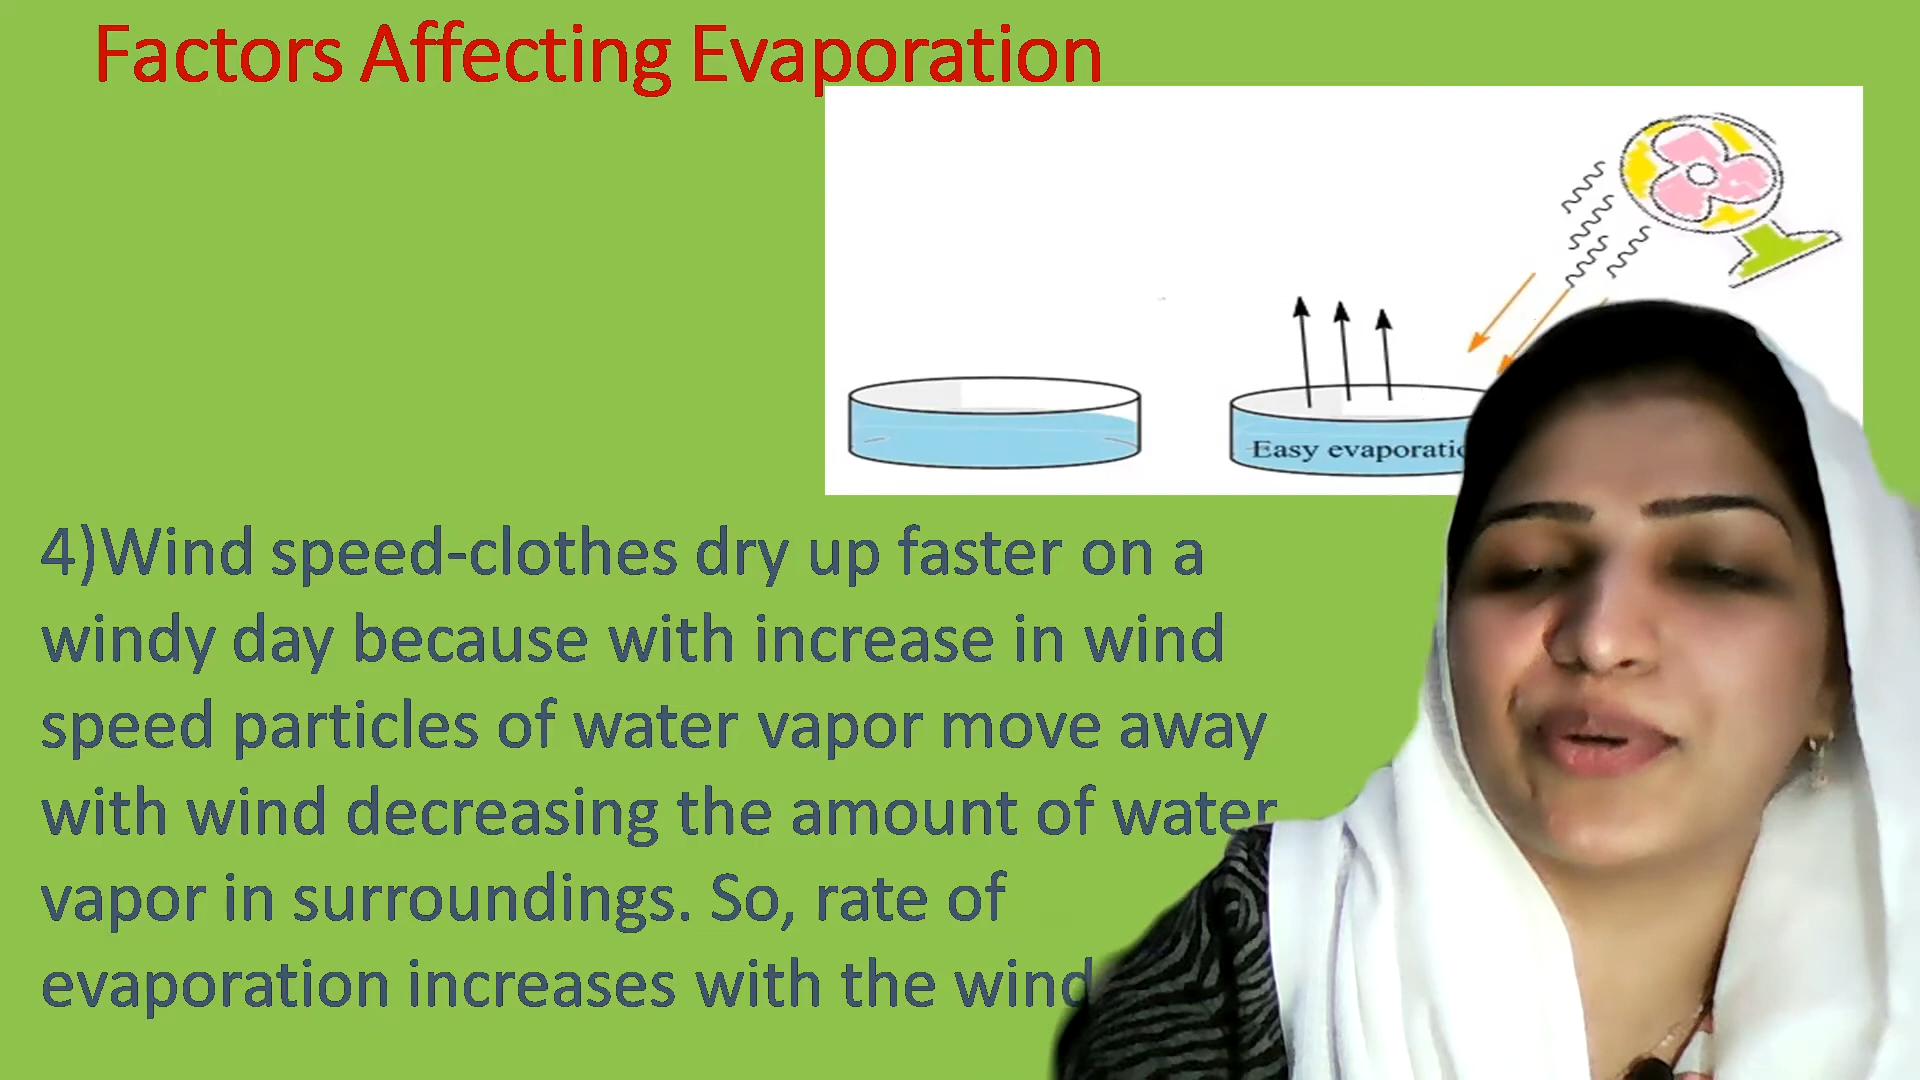 Factors Affecting Evaporation
Easy evaporatio
4)Wind speed-clothes dry up faster on a
windy day because with increase in wind
speed particles of water vapor move away
with wind decreasing the amount of water
vapor in surroundings. So, rate of
evaporation increases with the wind